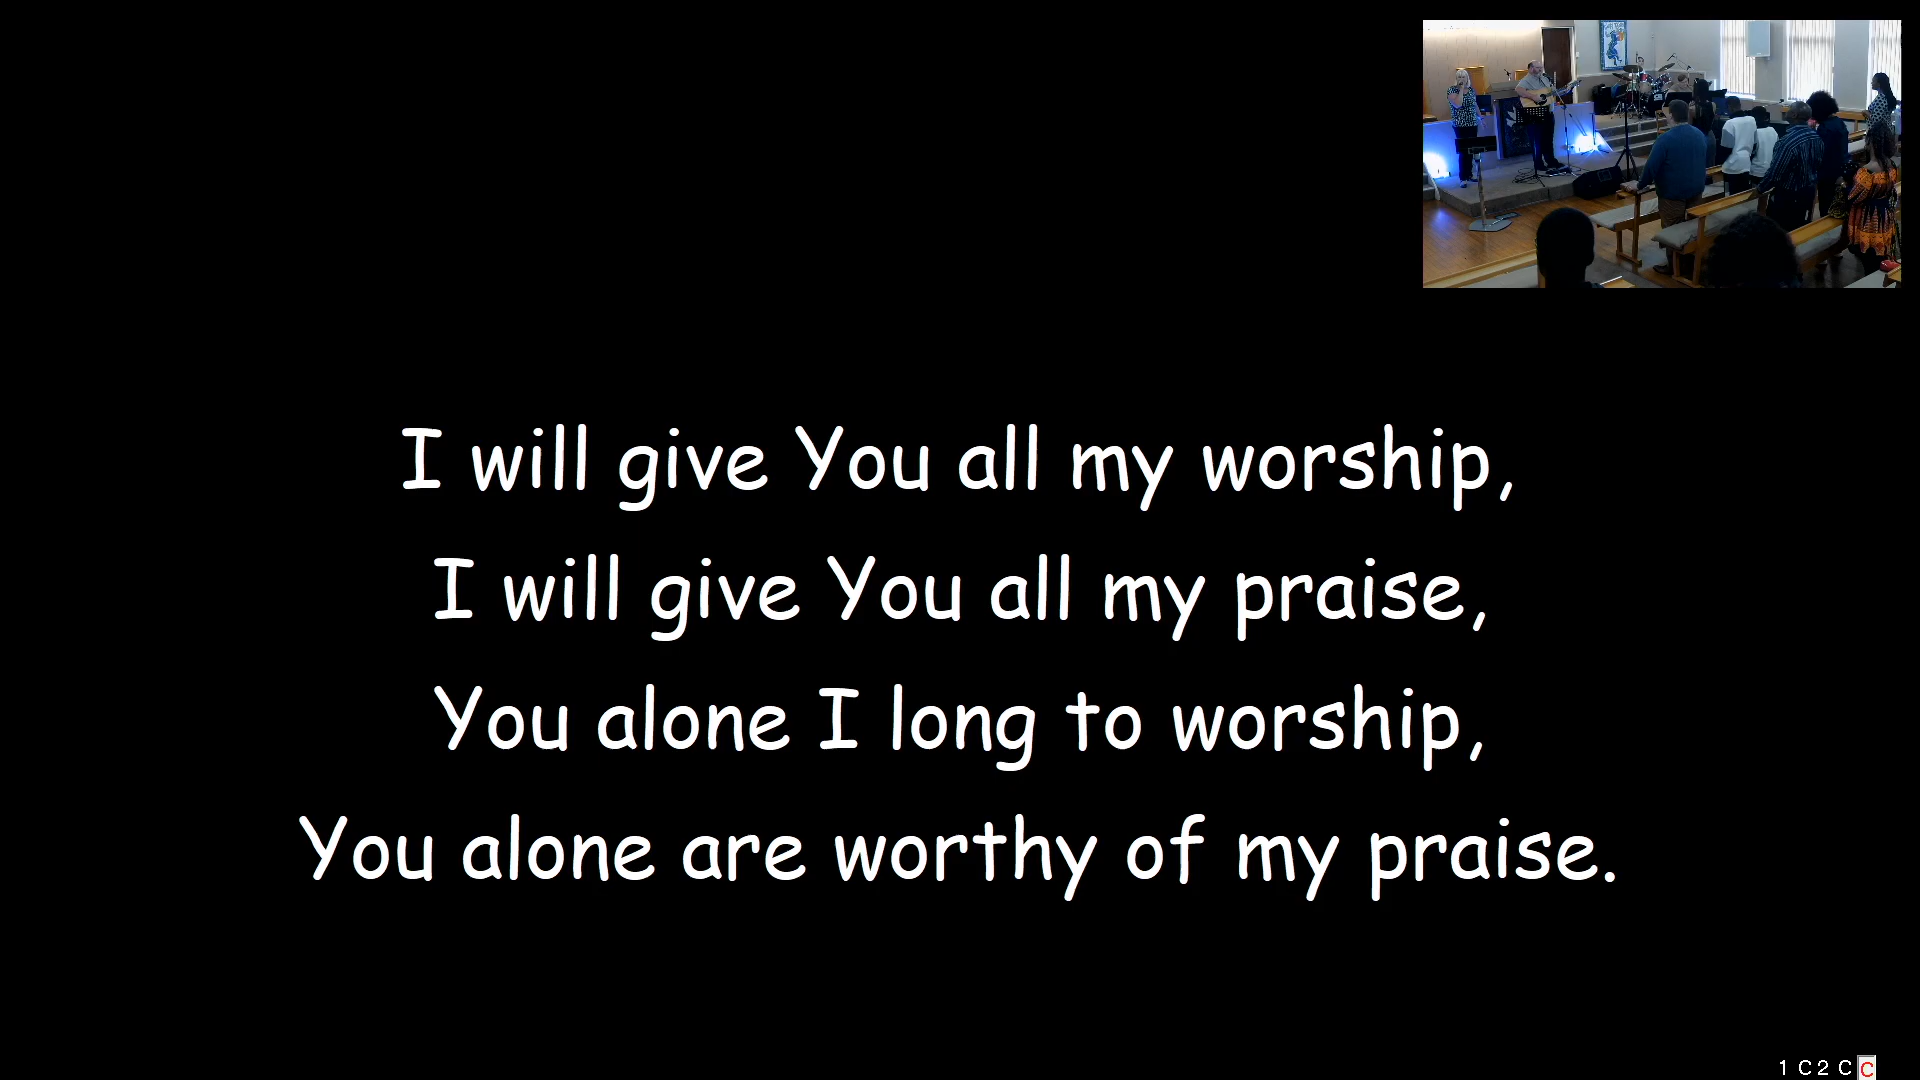 I will give You all my worship,
I will give You all my praise,
You alone I long to worship,
You alone are worthy of my praise.
1 C 2 C C